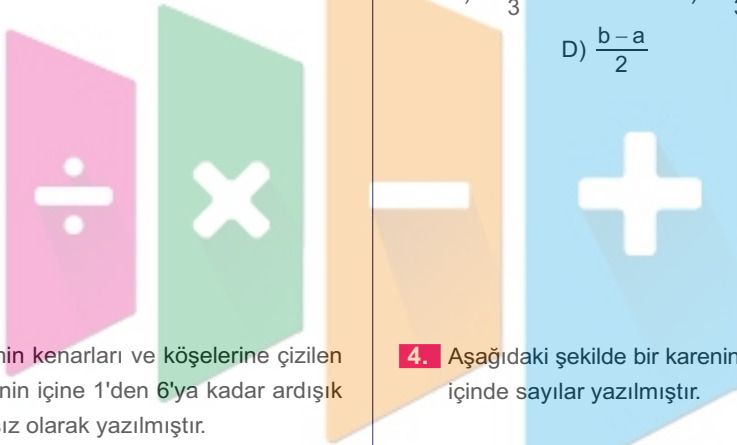 3
D) b – a
2
nin kenarları ve köşelerine çizilen
nin içine 1'den 6'ya kadar ardışık
ız olarak yazılmıştır.
4. Aşağıdaki şekilde bir karenin
içinde sayılar yazılmıştır.